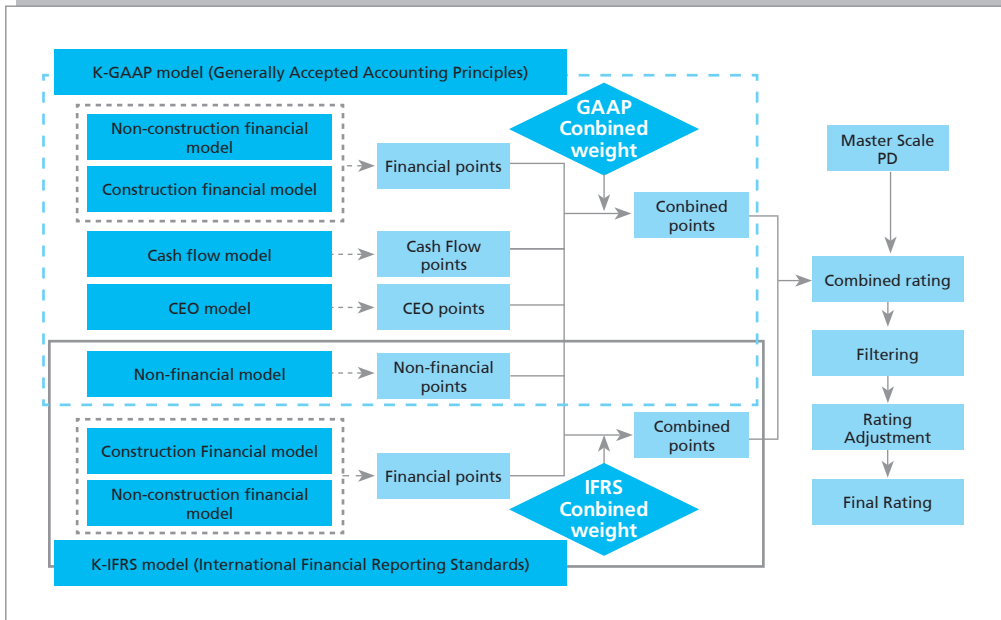 K-GAAP model (Generally Accepted Accounting Principles)
Non-construction financial
model
Construction financial model
Financial points
GAAP
Conbined
weight
Conbined
points
Cash flow model
Cash Flow
points
CEO model
CEO points
Non-financial model
Non-financial
points
Construction Financial model
Non-construction financial
model
Financial points
IFRS
Conbined
weight
Combined
points
K-IFRS model (International Financial Reporting Standards)
Master Scale
PD
Combined rating
Filtering
Rating
Adjustment
Final Rating